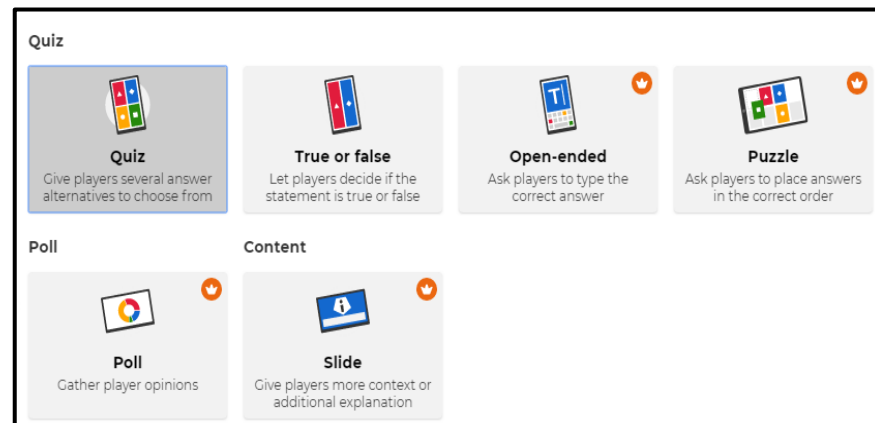 Quiz
Quiz
Give players several answer
alternatives to choose from
True or false
Let players decide if the
statement is true or false
T
Open-ended
Ask players to type the
correct answer
Puzzle
Ask players to place answers
in the correct order
Poll
Poll
Gather player opinions
Content
i
Slide
Give players more context or
additional explanation